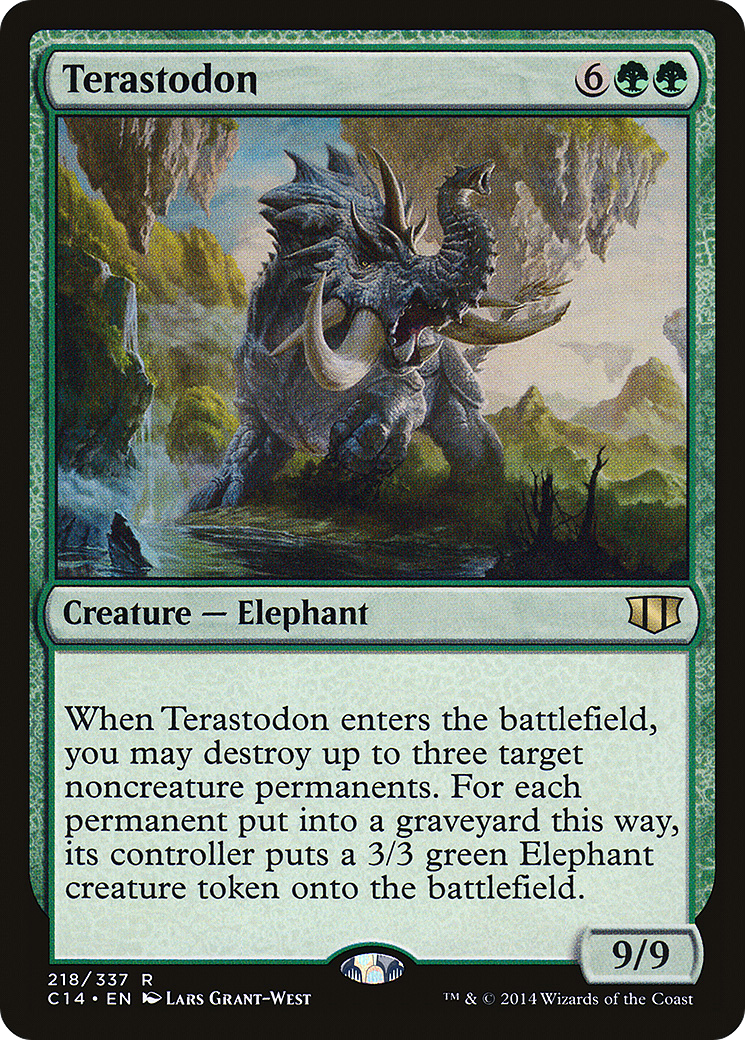 Terastodon 6
Creature — Elephant
When Terastodon enters the battlefield,
you may destroy up to three target
noncreature permanents. For each
permanent put into a graveyard this way,
its controller puts a 3/3 green Elephant
creature token onto the battlefield.
9/9
218/337 R
C14 • EN Lars Grant-West
™ & © 2014 Wizards of the Coast